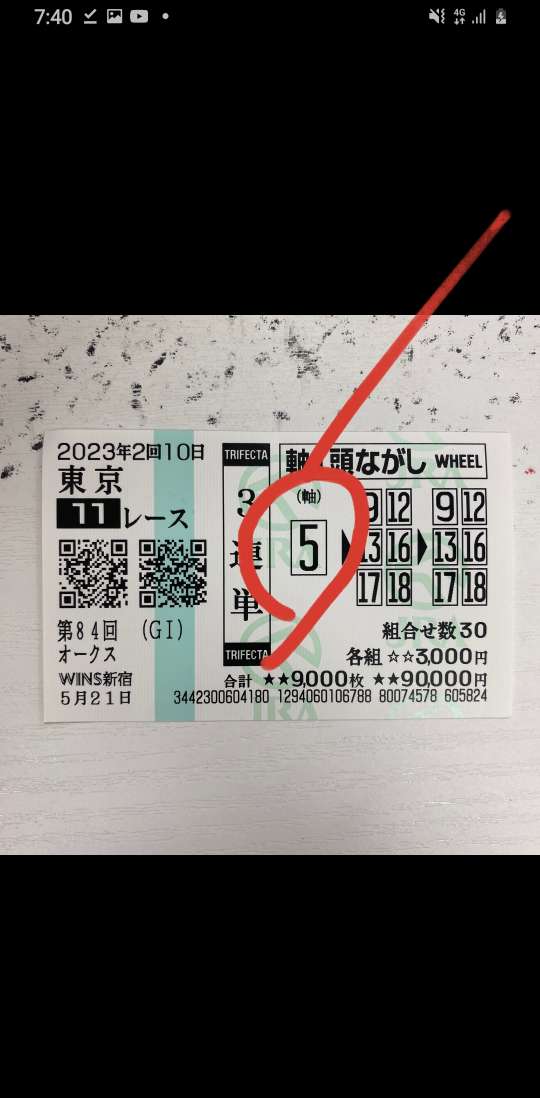 7:40
4G
2023年2回10日
東京
11レース
第84回 (GI)
オークス
WINS新宿
5月21日
TRIFECTA
3連単
TRIFECTA
軸 頭ながし WHEEL
(軸)
5
9 12 9 12
13 16 13 16
17 18 17 18
組合せ数30
各組 ☆☆3,000円
合計 ★★9,000枚 ★★90,000円
3442300604180 1294060106788 80074578 605824
JRA